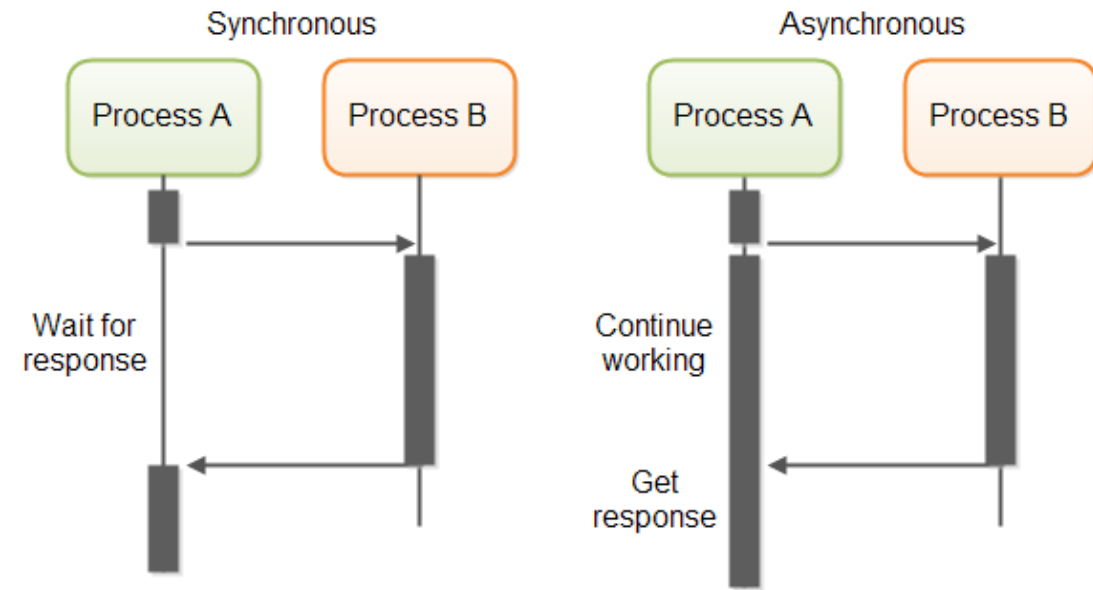 Synchronous
Process A
Process B
Wait for
response
Asynchronous
Process A
Process B
Continue
working
Get
response